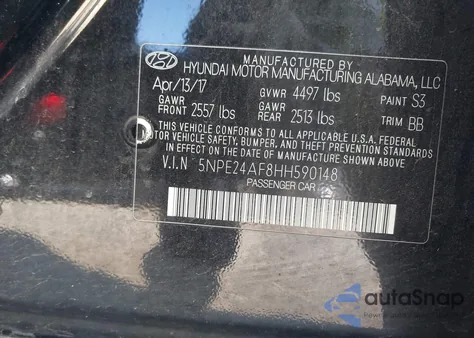 MANUFACTURED BY
HYUNDAI MOTOR MANUFACTURING ALABAMA, LLC
Apr/13/17 GVWR 4497 lbs PAINT S3
GAWR FRONT 2557 lbs GAWR REAR 2513 lbs TRIM BB
THIS VEHICLE CONFORMS TO ALL APPLICABLE U.S.A. FEDERAL
MOTOR VEHICLE SAFETY, BUMPER, AND THEFT PREVENTION
STANDARDS IN EFFECT ON THE DATE OF MANUFACTURE SHOWN ABOVE.
V.I.N 5NPE24AF8HH590148
PASSENGER CAR
autoSnap